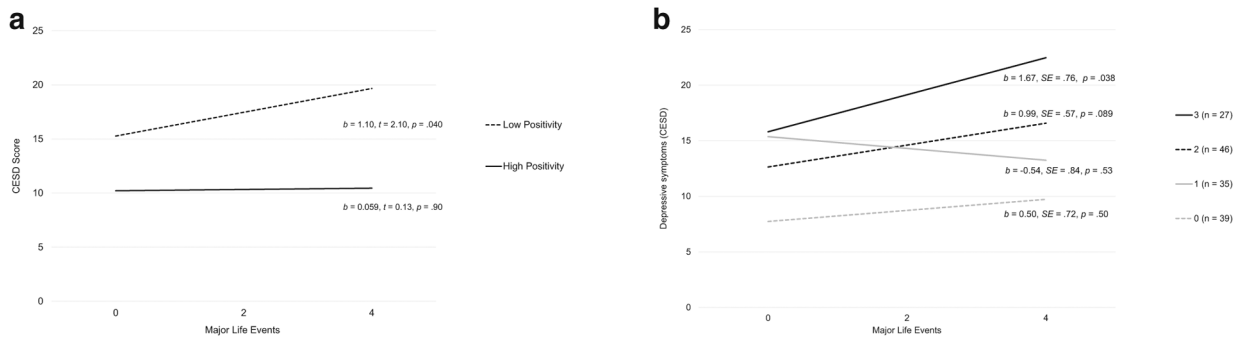 a
25
20
15
10
5
0
CESD Score
0 2 4
Major Life Events
b = 1.10, t = 2.10, p = .040
b = 0.059, t = 0.13, p = .90
Low Positivity
High Positivity
b
25
20
15
10
5
0
Depressive symptoms (CESD)
0 2 4
Major Life Events
b = 1.67, SE = .76, p = .038
b = 0.99, SE = .57, p = .089
b = -0.54, SE = .84, p = .53
b = 0.50, SE = .72, p = .50
3 (n = 27)
2 (n = 46)
1 (n = 35)
0 (n = 39)